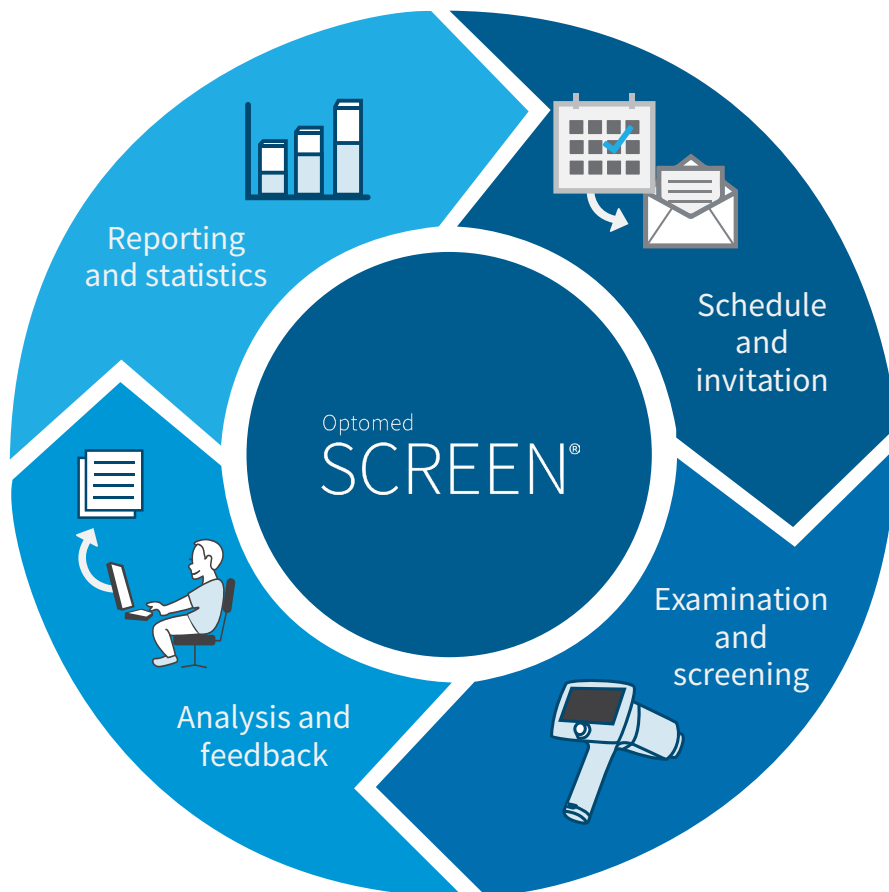 Reporting
and statistics
Schedule
and
invitation
Optomed
SCREEN®
Examination
and
screening
Analysis and
feedback